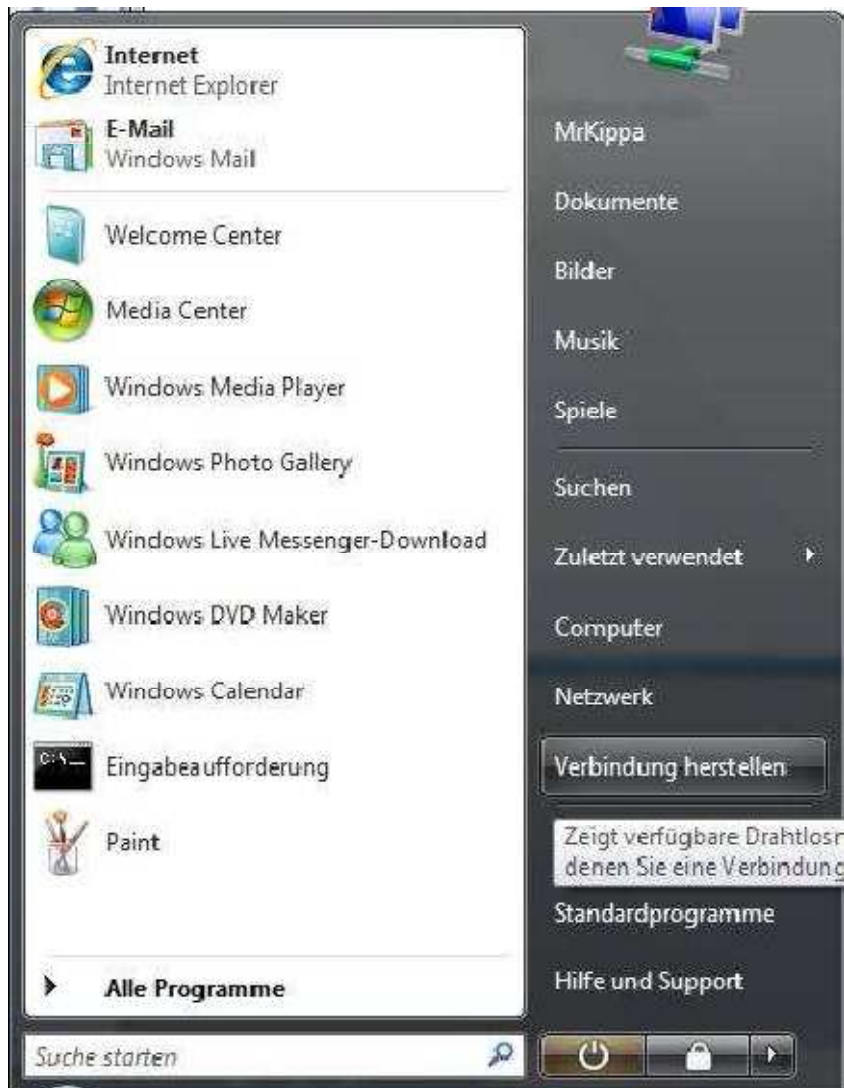 Internet
Internet Explorer
E-Mail
Windows Mail
Welcome Center
Media Center
Windows Media Player
Windows Photo Gallery
Windows Live Messenger-Download
Windows DVD Maker
Windows Calendar
C:\
Eingabeaufforderung
Paint
Alle Programme
Suche starten
MrKippa
Dokumente
Bilder
Musik
Spiele
Suchen
Zuletzt verwendet
Computer
Netzwerk
Verbindung herstellen
Zeigt verfügbare
denen Sie eine Verbindung
Standardprogramme
Hilfe und Support